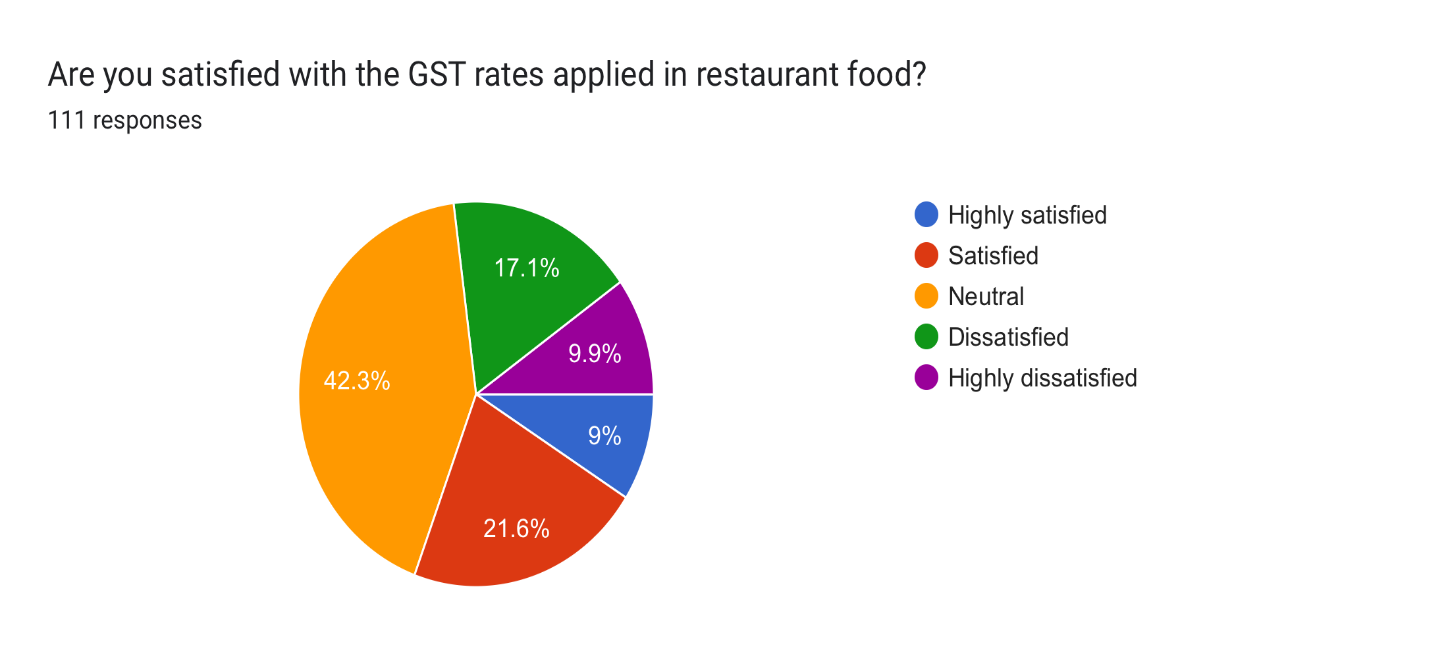 Are you satisfied with the GST rates applied in restaurant food?
111 responses
Highly satisfied
Satisfied
Neutral
Dissatisfied
Highly dissatisfied
17.1%
9.9%
42.3%
9%
21.6%